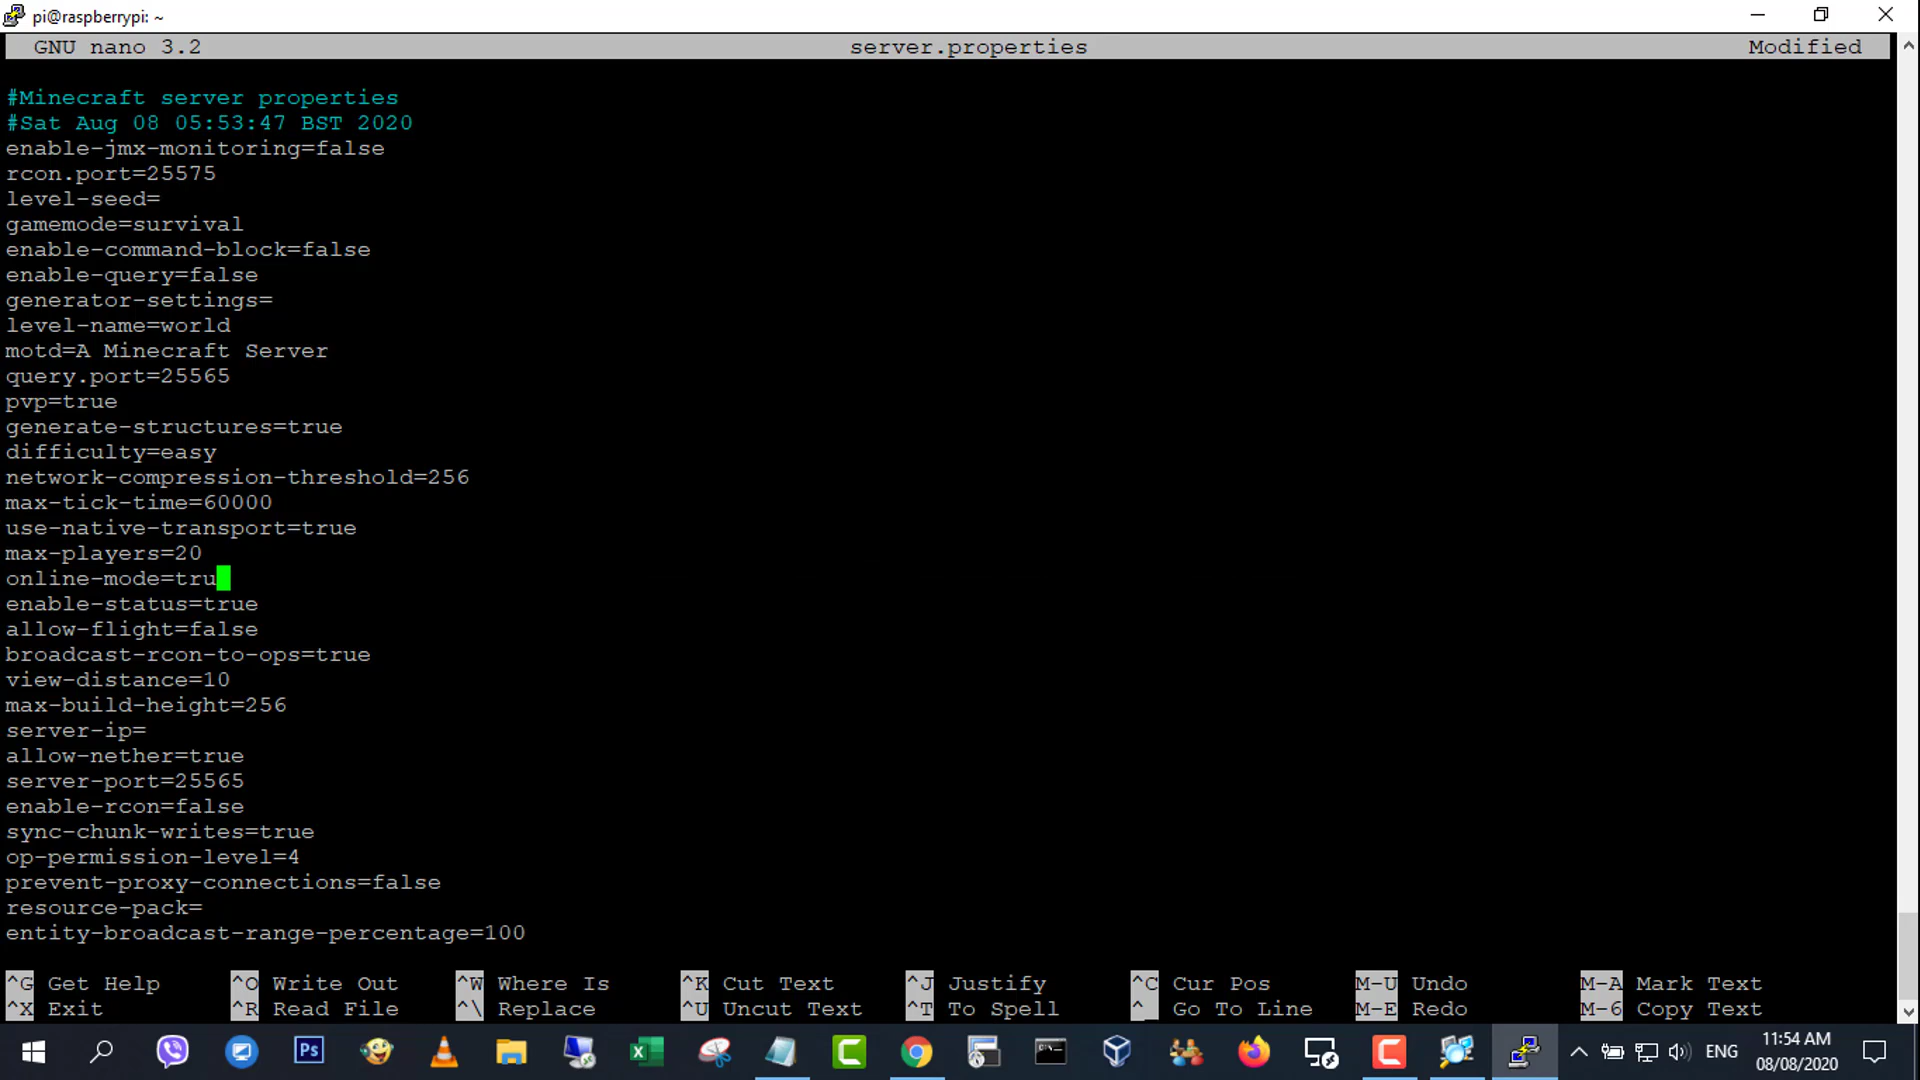 pi@raspberrypi: ~
GNU nano 3.2 server.properties Modified
#Minecraft server properties
#Sat Aug 08 05:53:47 BST 2020
enable-jmx-monitoring=false
rcon.port=25575
level-seed=
gamemode=survival
enable-command-block=false
enable-query=false
generator-settings=
level-name=world
motd=A Minecraft Server
query.port=25565
pvp=true
generate-structures=true
difficulty=easy
network-compression-threshold=256
max-tick-time=60000
use-native-transport=true
max-players=20
online-mode=tru
enable-status=true
allow-flight=false
broadcast-rcon-to-ops=true
view-distance=10
max-build-height=256
server-ip=
allow-nether=true
server-port=25565
enable-rcon=false
sync-chunk-writes=true
op-permission-level=4
prevent-proxy-connections=false
resource-pack=
entity-broadcast-range-percentage=100
^G Get Help ^O Write Out ^W Where Is ^K Cut Text ^J Justify ^C Cur Pos M-U Undo M-A Mark Text
^X Exit ^R Read File ^\ Replace ^U Uncut Text ^T To Spell ^_ Go To Line M-E Redo M-6 Copy Text
Ps
ENG
11:54 AM
08/08/2020